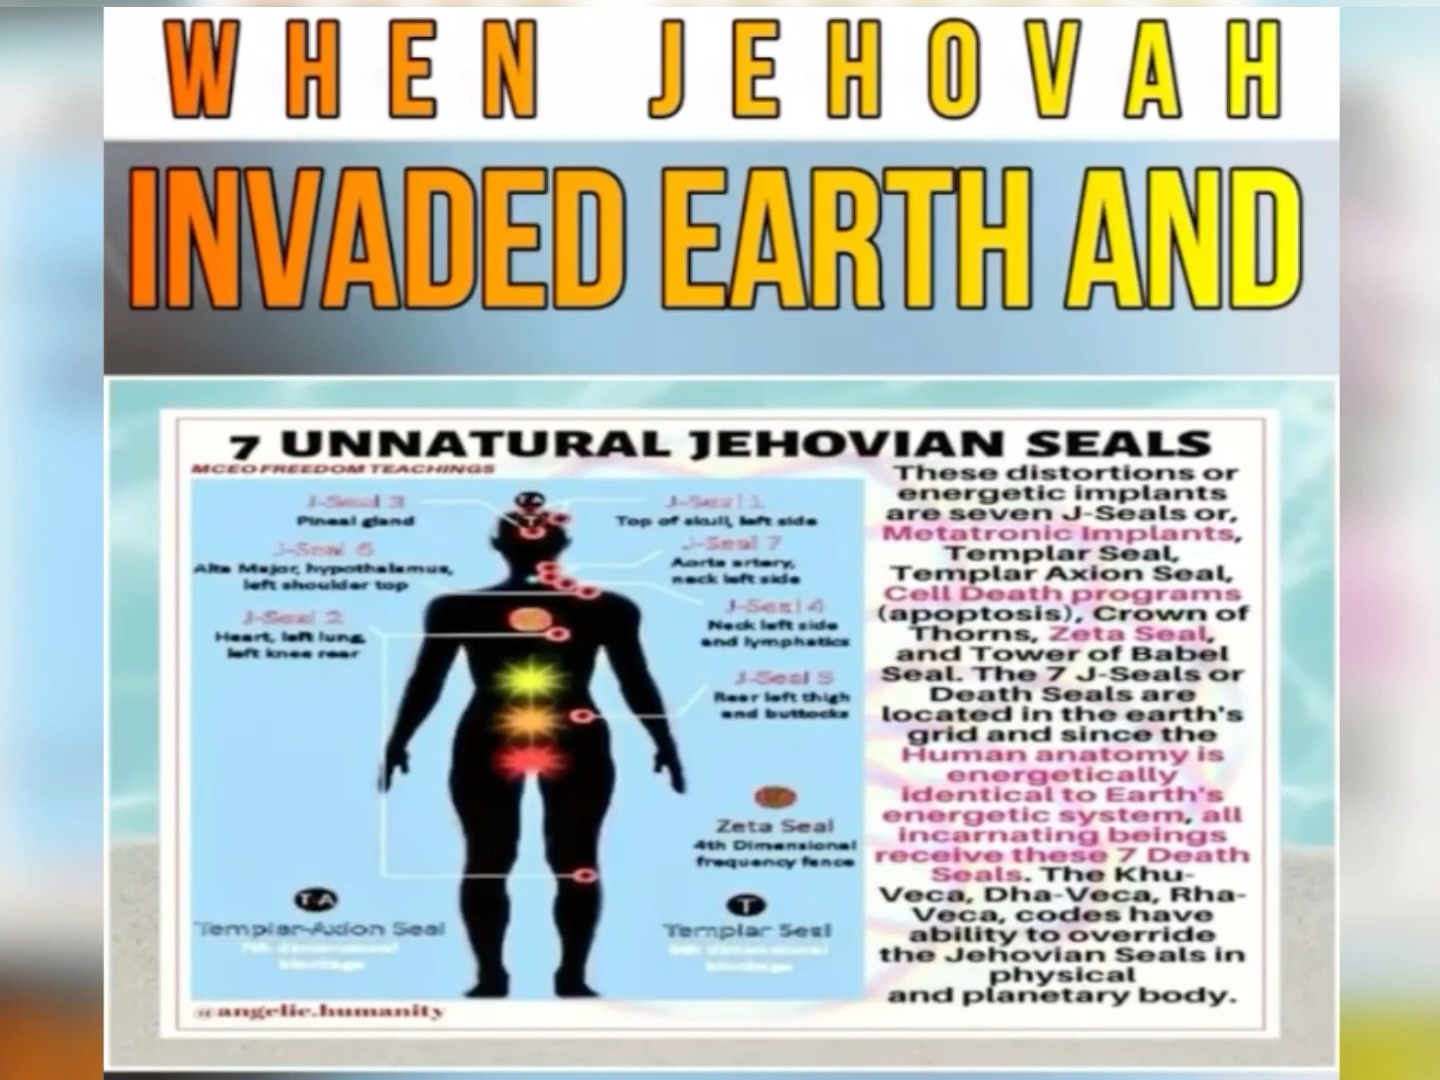 WHEN JEHOVAH
INVADED EARTH AND
7 UNNATURAL JEHOVIAN SEALS
MCEO FREEDOM TEACHINGS
J-Seal 3
Pineal gland
J-Seal 1
Top of skull, left side
J-Seal 6
Alta Major, hypothalamus,
left shoulder top
J-Seal 7
Aorta artery,
neck left side
J-Seal 2
Heart, left lung,
left knee rear
J-Seal 4
Neck left side
and lymphatics
J-Seal 5
Rear left thigh
and buttocks
Zeta Seal
4th Dimensional
frequency fence
TA
Templar-Axion Seal
dimensional
blockage
T
Templar Seal
dimensional
blockage
@angelic.humanity
These distortions or
energetic implants
are seven J-Seals or,
Metatronic Implants,
Templar Seal,
Templar Axion Seal,
Cell Death programs
(apoptosis), Crown of
Thorns, Zeta Seal,
and Tower of Babel
Seal. The 7 J-Seals or
Death Seals are
located in the earth's
grid and since the
Human anatomy is
energetically
identical to Earth's
energetic system, all
incarnating beings
receive these 7 Death
Seals. The Khu-
Veca, Dha-Veca, Rha-
Veca, codes have
ability to override
the Jehovian Seals in
physical
and planetary body.